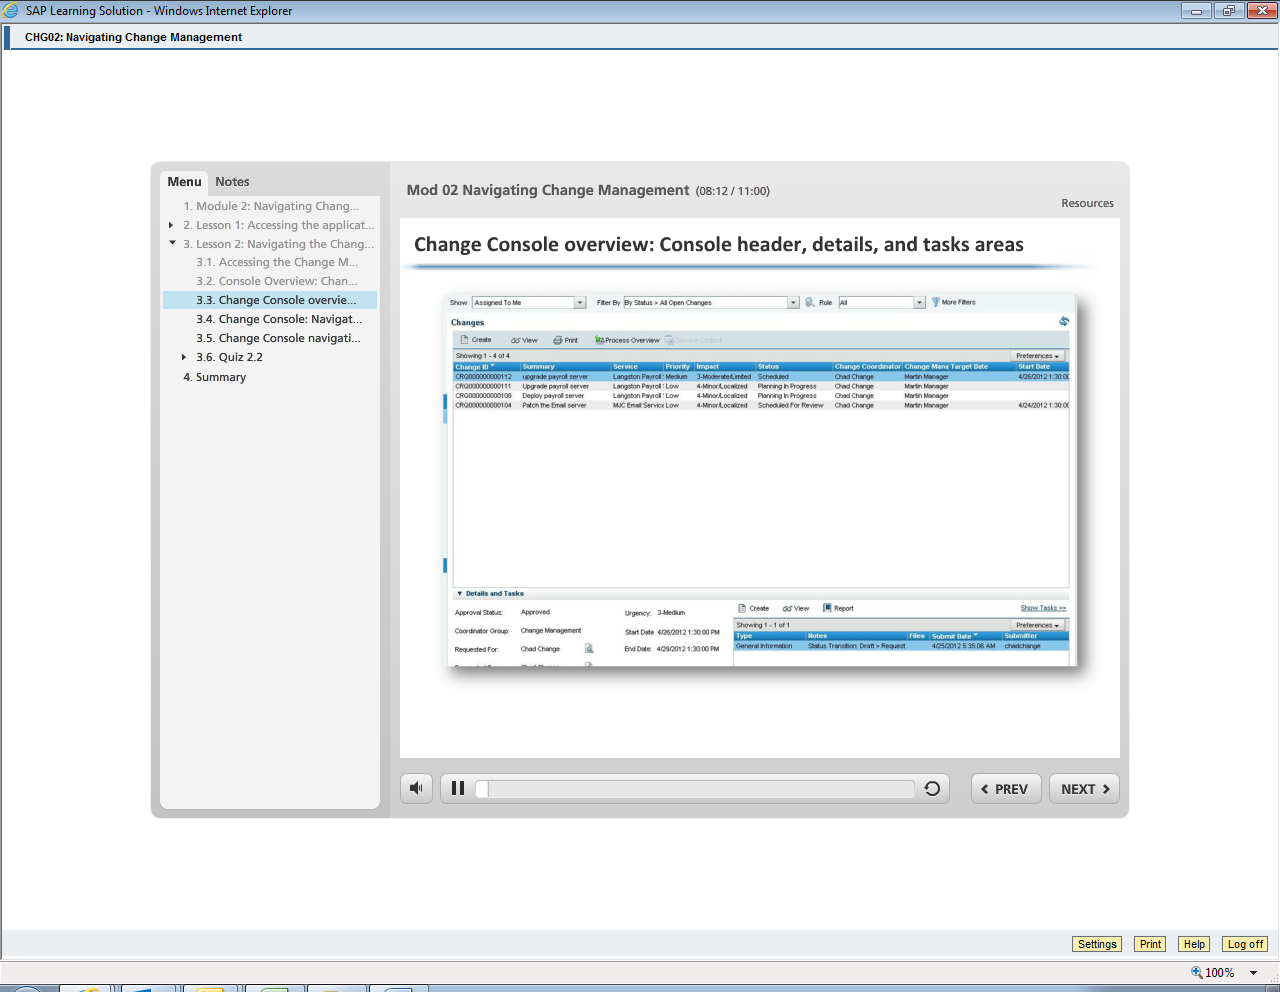 SAP Learning Solution - Windows Internet Explorer
CHG02: Navigating Change Management
Menu Notes
1. Module 2: Navigating Chang...
2. Lesson 1: Accessing the applicat...
3. Lesson 2: Navigating the Chang...
3.1. Accessing the Change M...
3.2. Console Overview: Chan...
3.3. Change Console overvie...
3.4. Change Console: Navigat...
3.5. Change Console navigati...
3.6. Quiz 2.2
4. Summary
Mod 02 Navigating Change Management (08:12 / 11:00)
Resources
Change Console overview: Console header, details, and tasks areas
Show Assigned To Me Filter By By Status > All Open Changes Role All More Filters
Changes
Create View Print Process Overview Service Context
Showing 1 - 4 of 4 Preferences
Change ID Summary Service Priority Impact Status Change Coordinator Change Mana Target Date Start Date
CRQ000000000112 upgrade payroll server Langston Payroll Medium 3-Moderate/Limited Scheduled Chad Change Martin Manager 4/26/2012 1:30:00
CRQ000000000111 Upgrade payroll server Langston Payroll Low 4-Minor/Localized Planning In Progress Chad Change Martin Manager
CRQ000000000108 Deploy payroll server Langston Payroll Low 4-Minor/Localized Planning In Progress Chad Change Martin Manager
CRQ000000000104 Patch the Email server MJC Email Service Low 4-Minor/Localized Scheduled For Review Chad Change Martin Manager 4/24/2012 1:30:00
Details and Tasks
Approval Status: Approved Urgency: 3-Medium
Coordinator Group: Change Management Start Date 4/26/2012 1:30:00 PM
Requested For: Chad Change End Date: 4/29/2012 1:30:00 PM
Create View Report Show Tasks >>
Showing 1 - 1 of 1 Preferences
Type Notes Files Submit Date Submitter
General Information Status Transition: Draft > Request 4/25/2012 5:35:06 AM chadchange
PREV NEXT
Settings Print Help Log off
100%